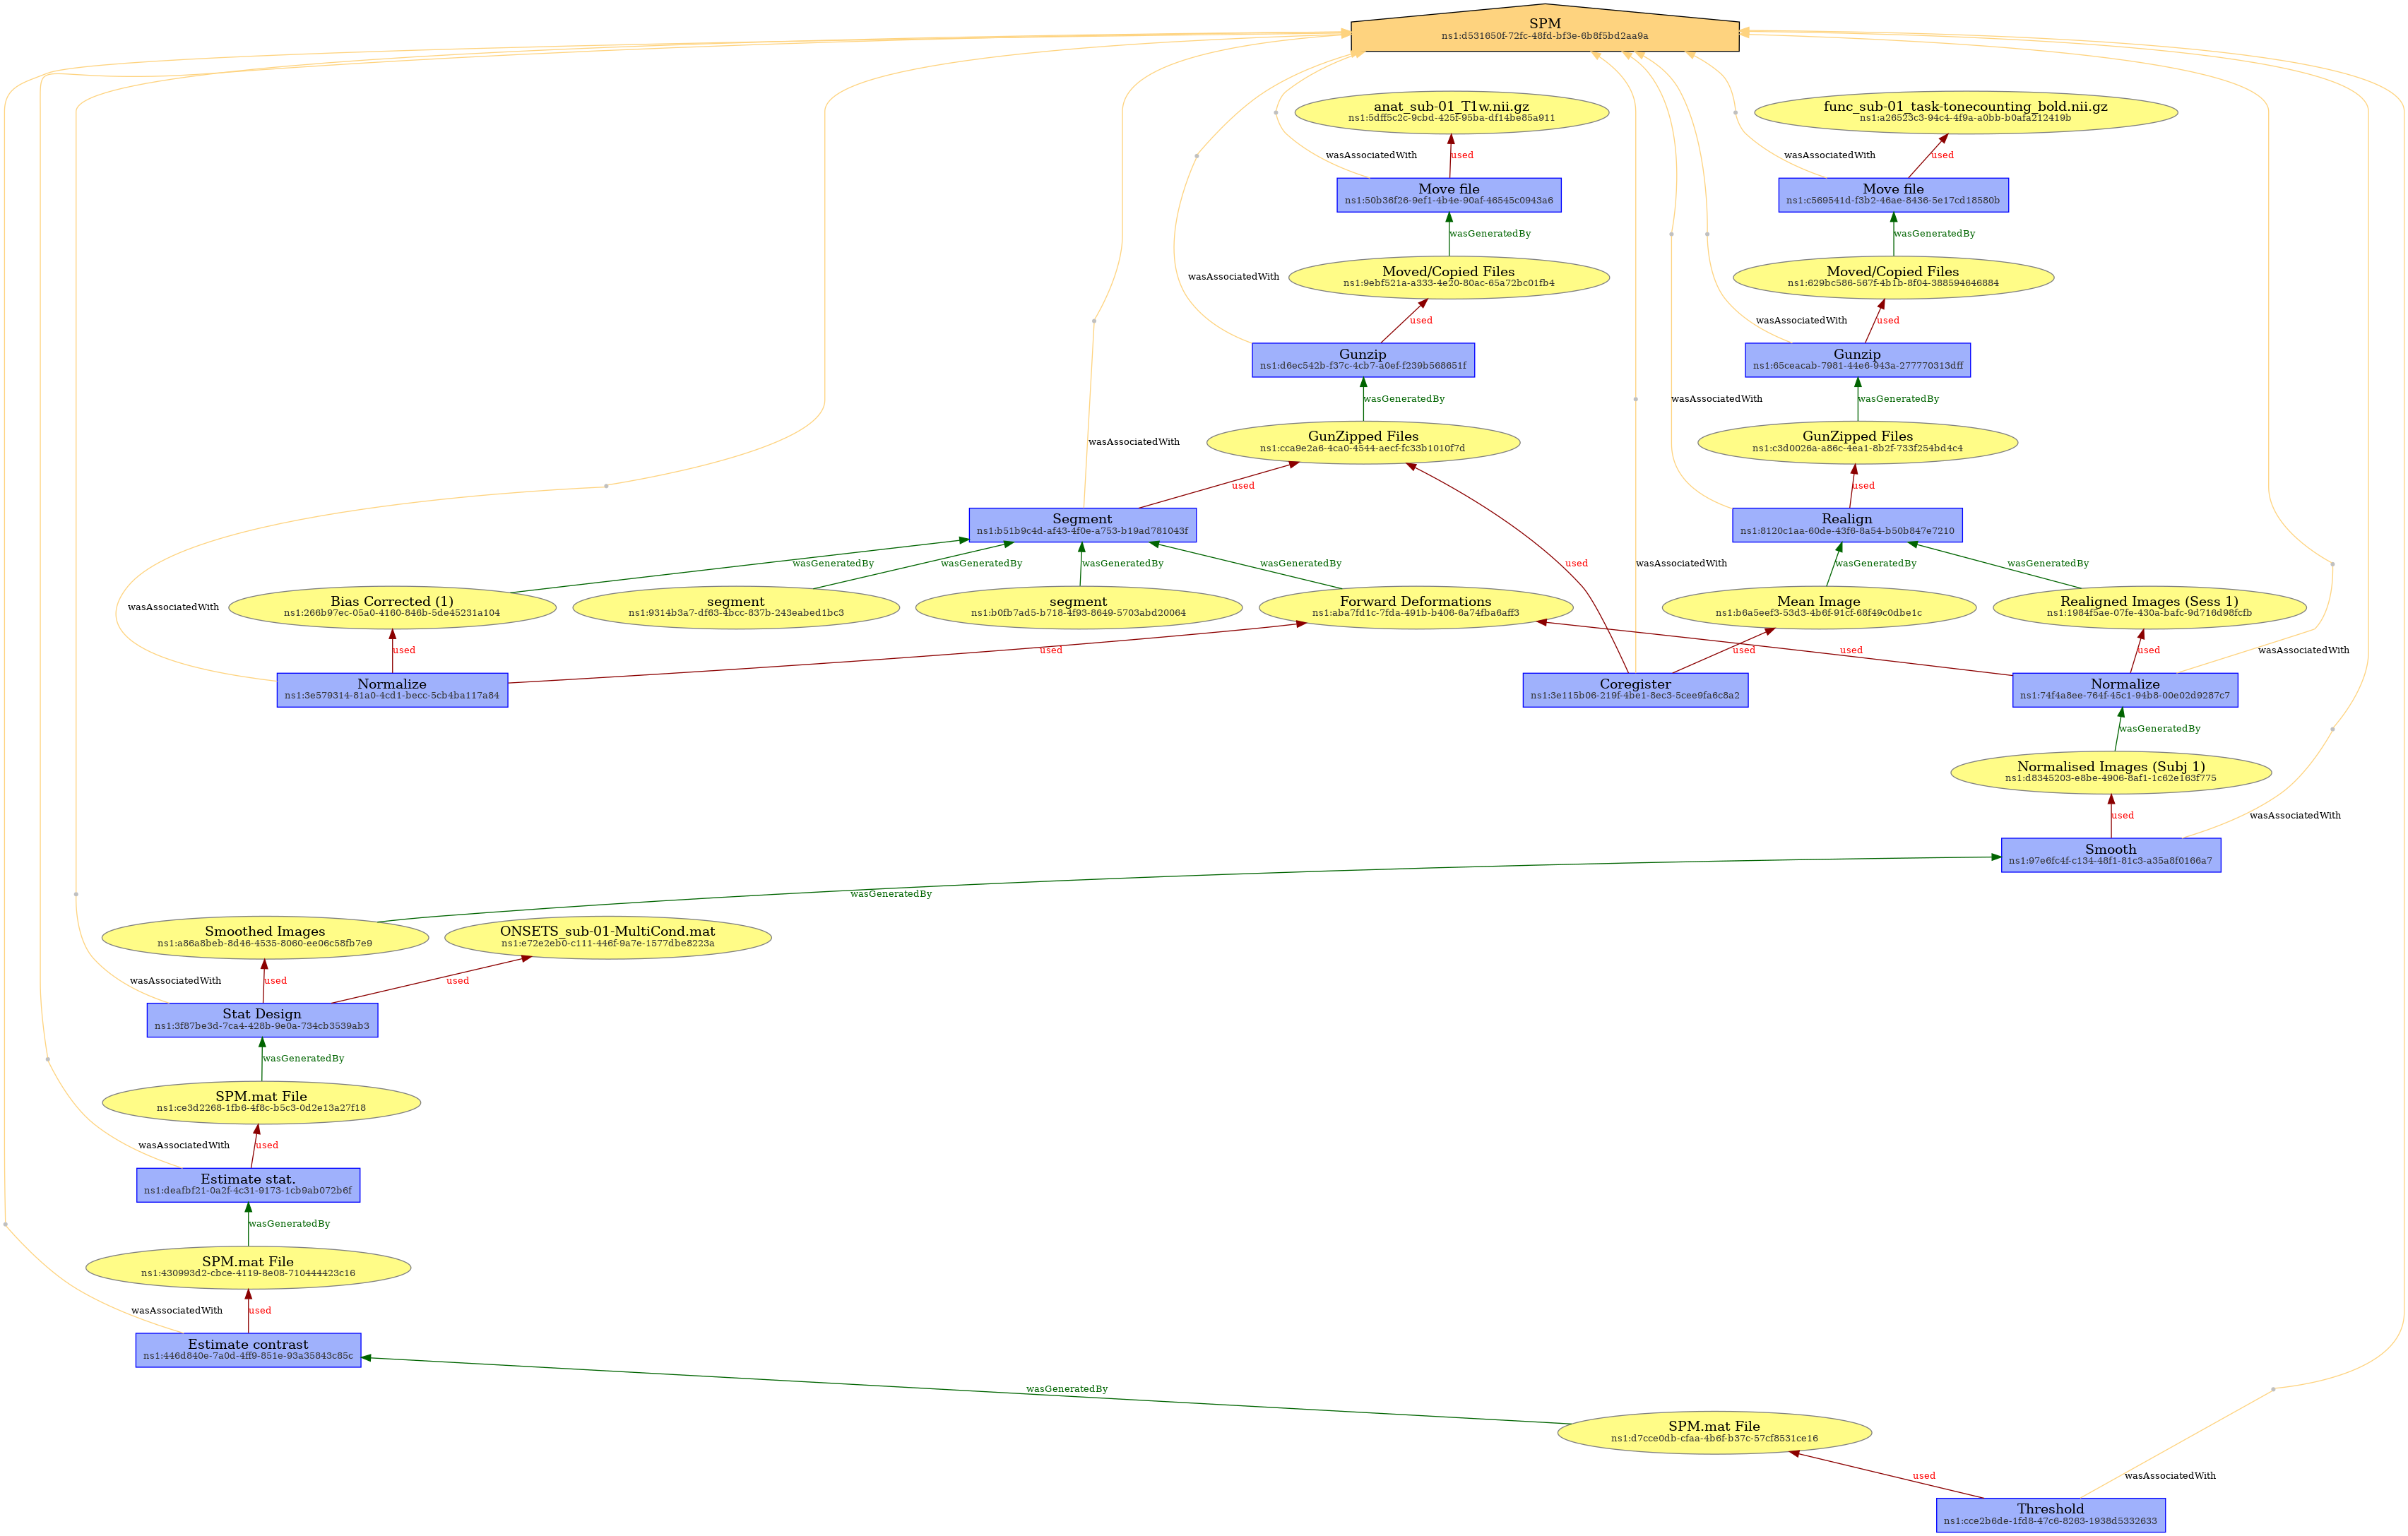 SPM
ns1:d531650f-72fc-48fd-bf3e-6b8f5bd2aa9a
anat_sub-01_T1w.nii.gz
ns1:5dff5c2c-9cbd-425f-95ba-df14be85a911
func_sub-01_task-tonecounting_bold.nii.gz
ns1:a26523c3-94c4-4f9a-a0bb-b0afa212419b
wasAssociatedWith
used
wasAssociatedWith
used
Move file
ns1:50b36f26-9ef1-4b4e-90af-46545c0943a6
Move file
ns1:c569541d-f3b2-46ae-8436-5e17cd18580b
wasGeneratedBy
wasGeneratedBy
wasAssociatedWith
Moved/Copied Files
ns1:9ebf521a-a333-4e20-80ac-65a72bc01fb4
Moved/Copied Files
ns1:629bc586-567f-4b1b-8f04-388594646884
used
wasAssociatedWith
used
Gunzip
ns1:d6ec542b-f37c-4cb7-a0ef-f239b568651f
Gunzip
ns1:65ceacab-7981-44e6-943a-277770313dff
wasGeneratedBy
wasAssociatedWith
wasGeneratedBy
wasAssociatedWith
GunZipped Files
ns1:cca9e2a6-4ca0-4544-aecf-fc33b1010f7d
GunZipped Files
ns1:c3d0026a-a86c-4ea1-8b2f-733f254bd4c4
used
used
Segment
ns1:b51b9c4d-af43-4f0e-a753-b19ad781043f
Realign
ns1:8120c1aa-60de-43f6-8a54-b50b847e7210
wasGeneratedBy
wasGeneratedBy
wasGeneratedBy
wasGeneratedBy
used
wasAssociatedWith
wasGeneratedBy
wasGeneratedBy
wasAssociatedWith
Bias Corrected (1)
ns1:266b97ec-05a0-4160-846b-5de45231a104
segment
ns1:9314b3a7-df63-4bcc-837b-243eabed1bc3
segment
ns1:b0fb7ad5-b718-4f93-8649-5703abd20064
Forward Deformations
ns1:aba7fd1c-7fda-491b-b406-6a74fba6aff3
Mean Image
ns1:b6a5eef3-53d3-4b6f-91cf-68f49c0dbe1c
Realigned Images (Sess 1)
ns1:1984f5ae-07fe-430a-bafc-9d716d98fcfb
used
used
used
used
used
wasAssociatedWith
Normalize
ns1:3e579314-81a0-4cd1-becc-5cb4ba117a84
Coregister
ns1:3e115b06-219f-4be1-8ec3-5cee9fa6c8a2
Normalize
ns1:74f4a8ee-764f-45c1-94b8-00e02d9287c7
wasGeneratedBy
Normalised Images (Subj 1)
ns1:d8345203-e8be-4906-8af1-1c62e163f775
used
wasAssociatedWith
Smooth
ns1:97e6fc4f-c134-48f1-81c3-a35a8f0166a7
wasGeneratedBy
Smoothed Images
ns1:a86a8beb-8d46-4535-8060-ee06c58fb7e9
ONSETS_sub-01-MultiCond.mat
ns1:e72e2eb0-c111-446f-9a7e-1577dbe8223a
wasAssociatedWith
used
used
Stat Design
ns1:3f87be3d-7ca4-428b-9e0a-734cb3539ab3
wasGeneratedBy
SPM.mat File
ns1:ce3d2268-1fb6-4f8c-b5c3-0d2e13a27f18
wasAssociatedWith
used
Estimate stat.
ns1:deafbf21-0a2f-4c31-9173-1cb9ab072b6f
wasGeneratedBy
SPM.mat File
ns1:430993d2-cbce-4119-8e08-710444423c16
wasAssociatedWith
used
Estimate contrast
ns1:446d840e-7a0d-4ff9-851e-93a35843c85c
wasGeneratedBy
SPM.mat File
ns1:d7cce0db-cfaa-4b6f-b37c-57cf8531ce16
used
wasAssociatedWith
Threshold
ns1:cce2b6de-1fd8-47c6-8263-1938d5332633